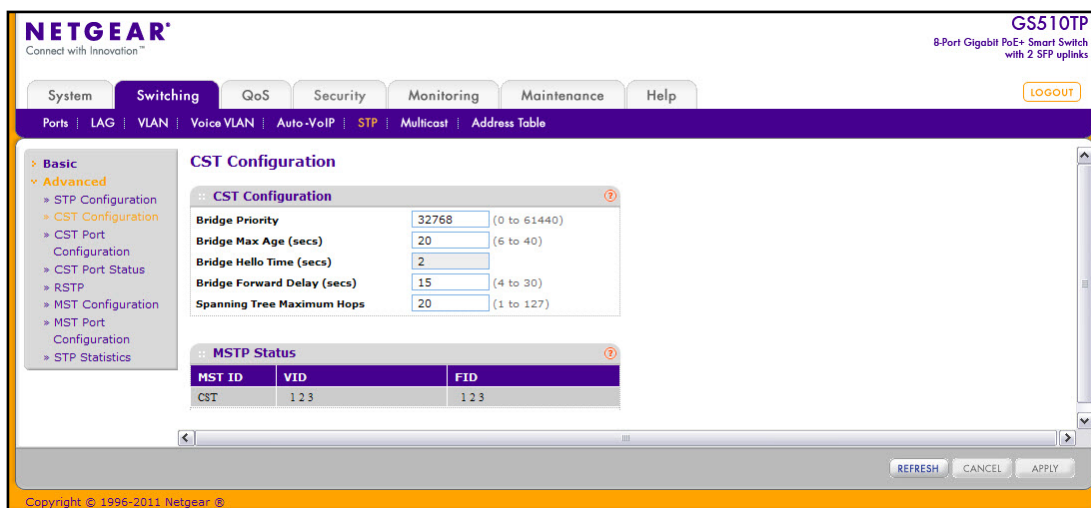 NETGEAR®
Connect with Innovation™
GS510TP
8-Port Gigabit PoE+ Smart Switch
with 2 SFP uplinks
System Switching QoS Security Monitoring Maintenance Help
LOGOUT
Ports LAG VLAN Voice VLAN Auto-VoIP STP Multicast Address Table
Basic
Advanced
» STP Configuration
» CST Configuration
» CST Port
Configuration
» CST Port Status
» RSTP
» MST Configuration
» MST Port
Configuration
» STP Statistics
CST Configuration
CST Configuration
Bridge Priority 32768 (0 to 61440)
Bridge Max Age (secs) 20 (6 to 40)
Bridge Hello Time (secs) 2
Bridge Forward Delay (secs) 15 (4 to 30)
Spanning Tree Maximum Hops 20 (1 to 127)
MSTP Status
MST ID VID FID
CST 1 2 3 1 2 3
REFRESH CANCEL APPLY
Copyright © 1996-2011 Netgear ®